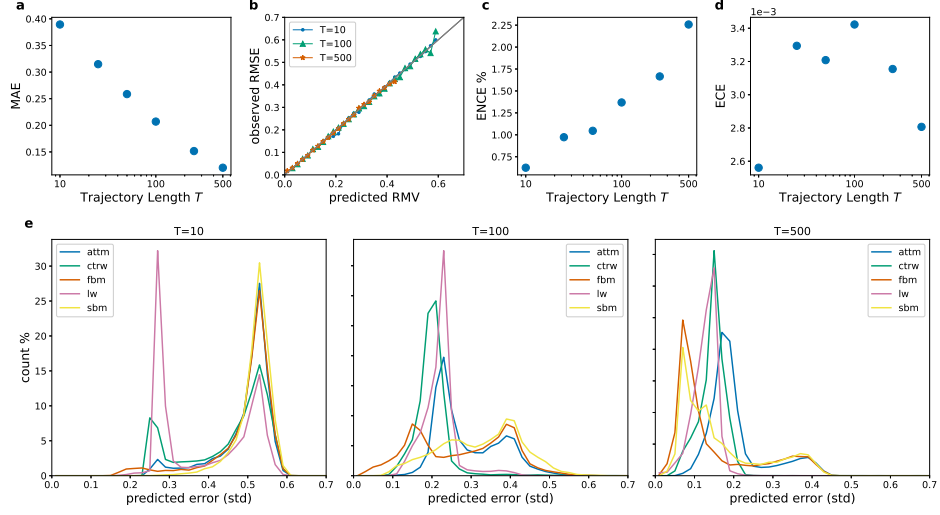 a
0.40
0.30
0.20
0.15
MAE
10
100
500
Trajectory Length T
b
0.7
0.6
0.5
0.4
0.3
0.2
0.1
0.0
observed RMSE
T=10
T=100
T=500
0.0
0.2
0.4
0.6
predicted RMV
c
2.25
2.00
1.75
1.50
1.25
1.00
0.75
ENCE %
10
100
500
Trajectory Length T
d
1e−3
3.4
3.2
3.0
2.8
2.6
ECE
10
100
500
Trajectory Length T
e
T=10
30
25
20
15
10
5
0
count %
attm
ctrw
fbm
lw
sbm
0.0 0.1 0.2 0.3 0.4 0.5 0.6 0.7
predicted error (std)
T=100
attm
ctrw
fbm
lw
sbm
0.0 0.1 0.2 0.3 0.4 0.5 0.6 0.7
predicted error (std)
T=500
attm
ctrw
fbm
lw
sbm
0.0 0.1 0.2 0.3 0.4 0.5 0.6 0.7
predicted error (std)